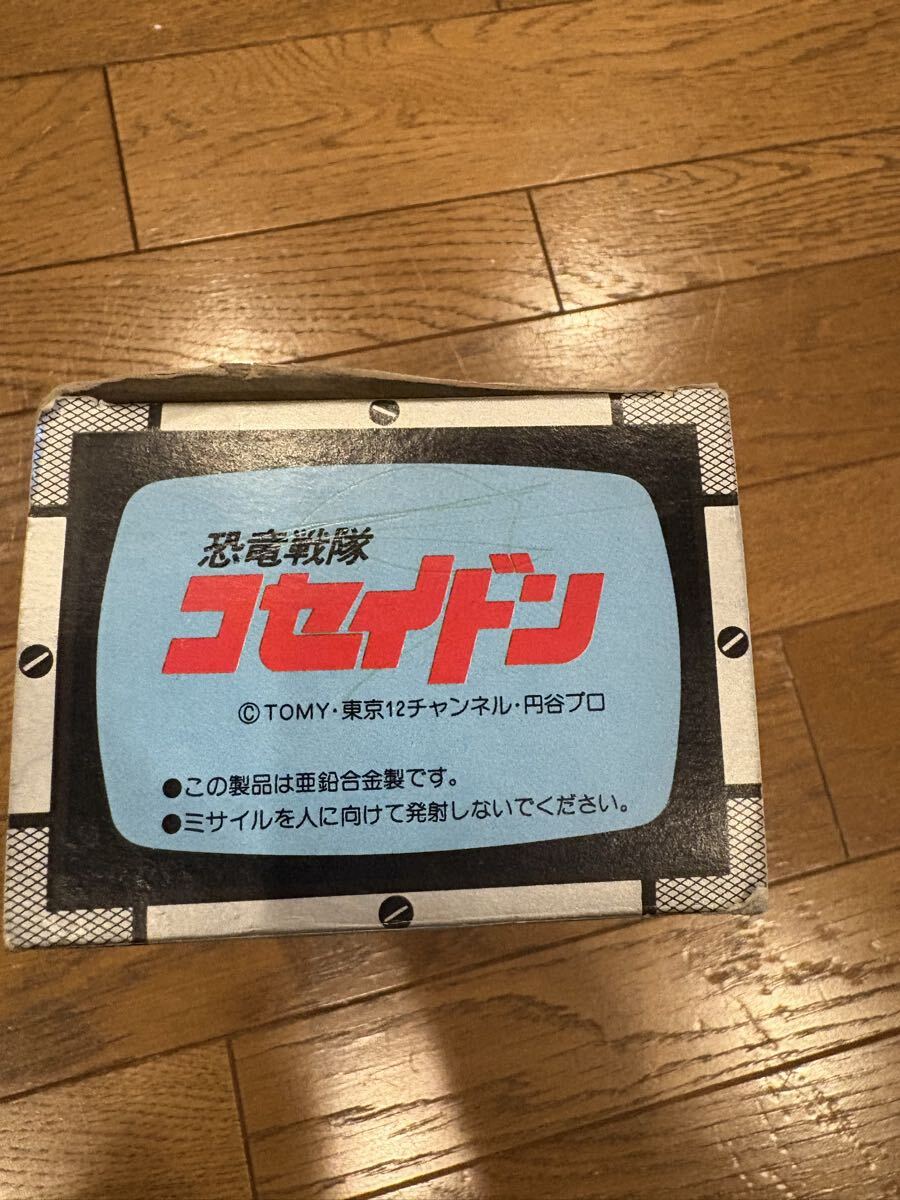 恐竜戦隊
コセイドン
©TOMY・東京12チャンネル・円谷プロ
●この製品は亜鉛合金製です。
●ミサイルを人に向けて発射しないでください。